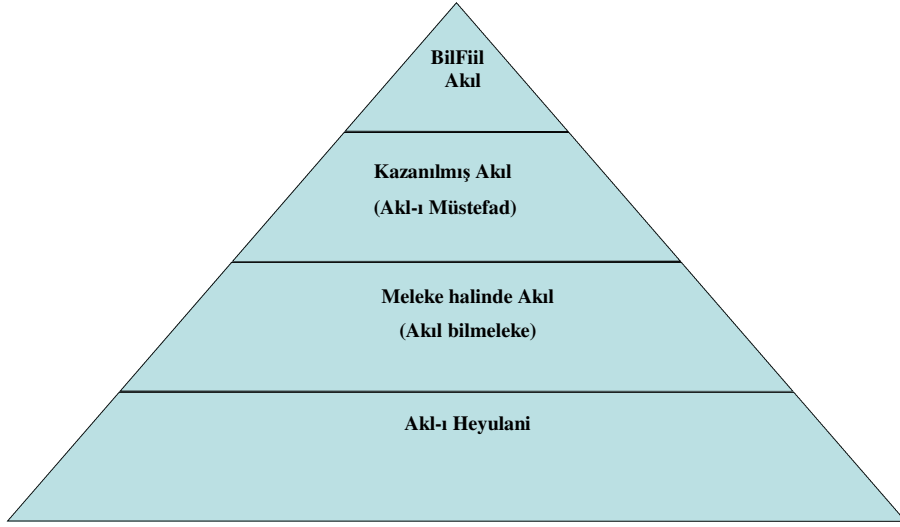 BilFiil
Akıl
Kazanılmış Akıl
(Akl-ı Müstefad)
Meleke halinde Akıl
(Akıl bilmeleke)
Akl-ı Heyulani